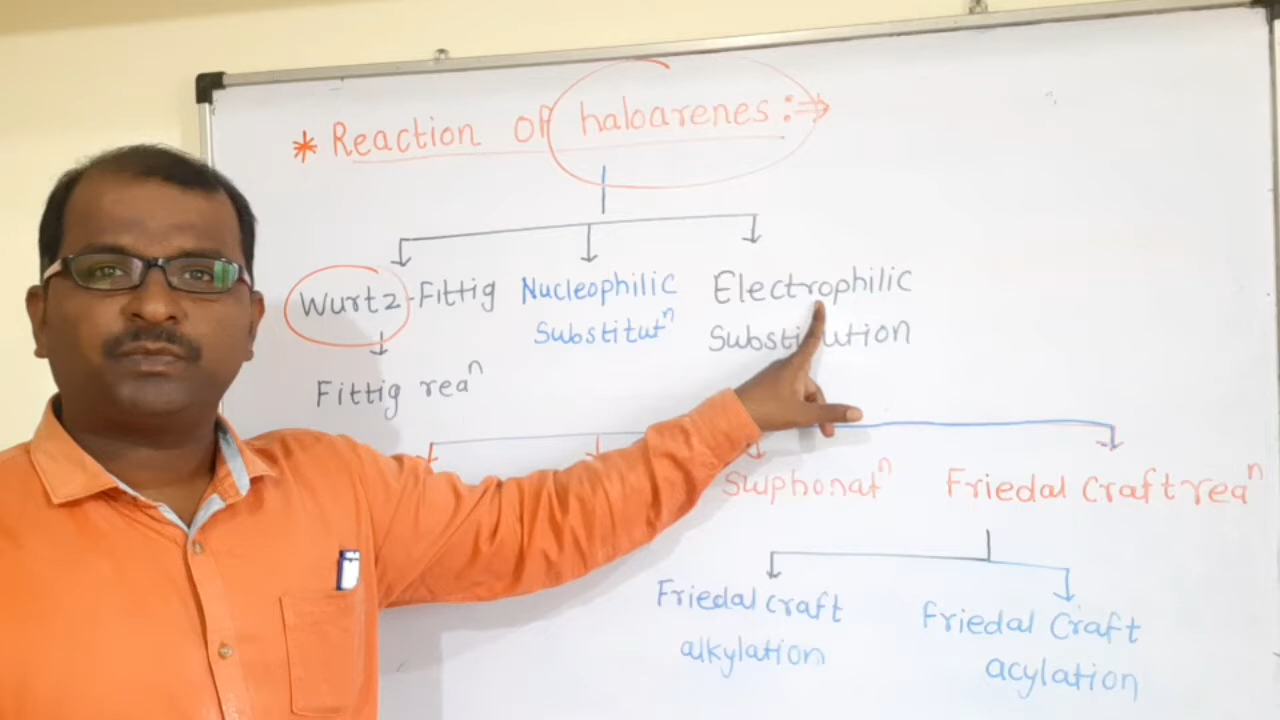 * Reaction of haloarenes :⇒
Wurtz-Fittig
Fittig reaⁿ
Nucleophilic
Substitutⁿ
Electrophilic
Substitution
Sulphonatⁿ
Friedal Craft reaⁿ
Friedal craft
alkylation
Friedal Craft
acylation